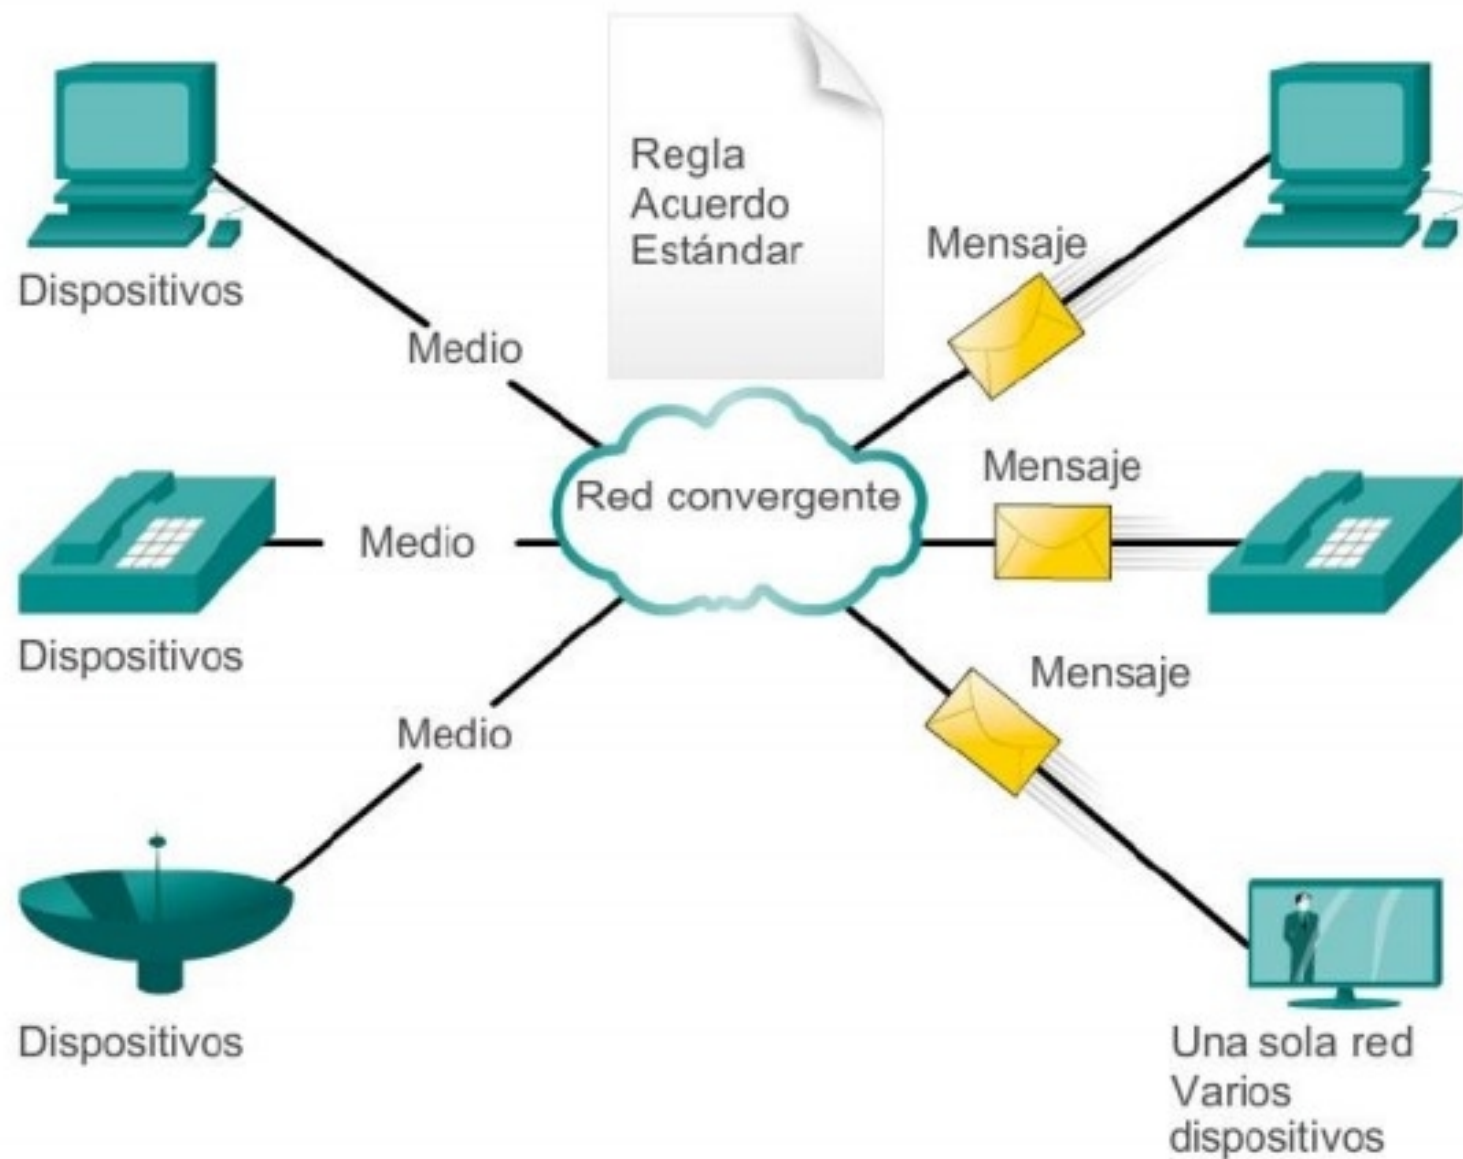 Regla
Acuerdo
Estándar
Mensaje
Dispositivos
Medio
Mensaje
Red convergente
Medio
Dispositivos
Mensaje
Medio
Dispositivos
Una sola red
Varios
dispositivos